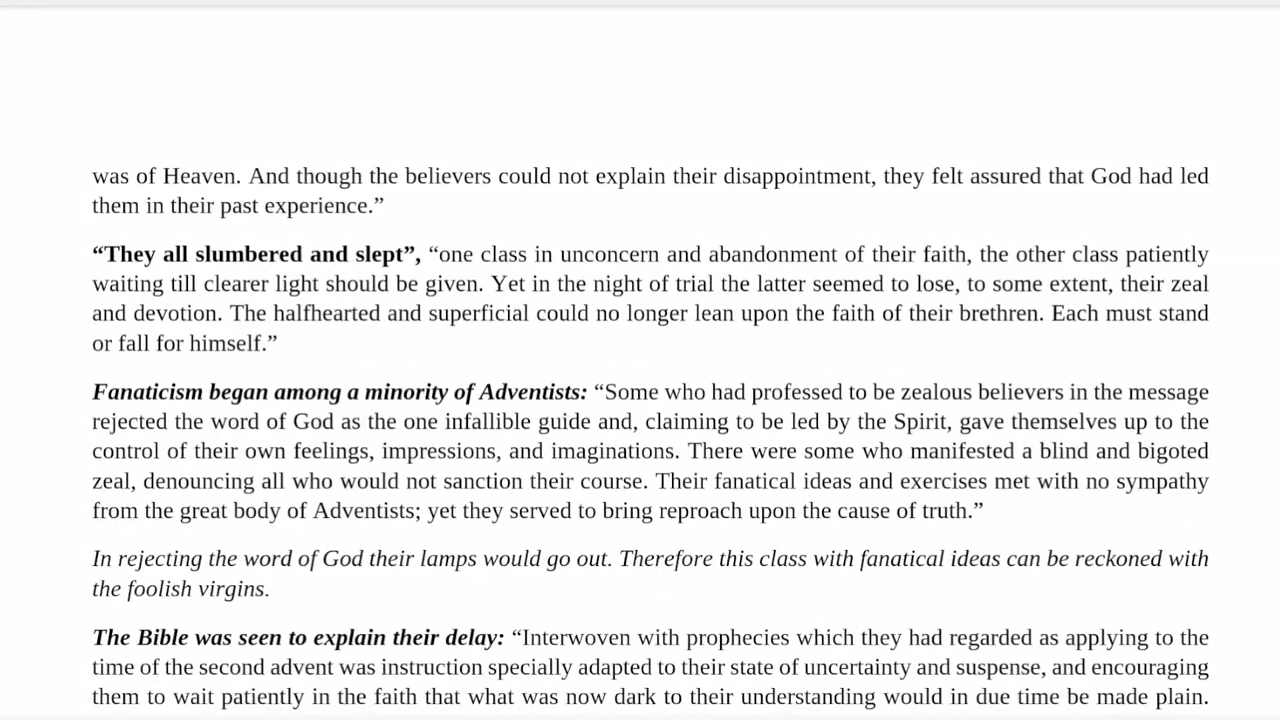 was of Heaven. And though the believers could not explain their disappointment, they felt assured that God had led
them in their past experience.”
“They all slumbered and slept”, “one class in unconcern and abandonment of their faith, the other class patiently
waiting till clearer light should be given. Yet in the night of trial the latter seemed to lose, to some extent, their zeal
and devotion. The halfhearted and superficial could no longer lean upon the faith of their brethren. Each must stand
or fall for himself.”
Fanaticism began among a minority of Adventists: “Some who had professed to be zealous believers in the message
rejected the word of God as the one infallible guide and, claiming to be led by the Spirit, gave themselves up to the
control of their own feelings, impressions, and imaginations. There were some who manifested a blind and bigoted
zeal, denouncing all who would not sanction their course. Their fanatical ideas and exercises met with no sympathy
from the great body of Adventists; yet they served to bring reproach upon the cause of truth.”
In rejecting the word of God their lamps would go out. Therefore this class with fanatical ideas can be reckoned with
the foolish virgins.
The Bible was seen to explain their delay: “Interwoven with prophecies which they had regarded as applying to the
time of the second advent was instruction specially adapted to their state of uncertainty and suspense, and encouraging
them to wait patiently in the faith that what was now dark to their understanding would in due time be made plain.